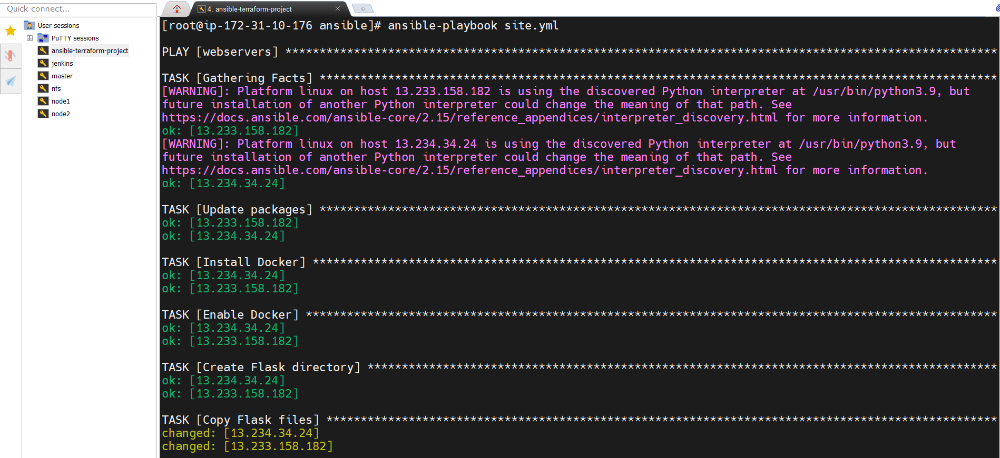 Quick connect...
4. ansible-terraform-project
User sessions
PuTTY sessions
ansible-terraform-project
jenkins
master
nfs
node1
node2
[root@ip-172-31-10-176 ansible]# ansible-playbook site.yml
PLAY [webservers] ********************************************************************************************************
TASK [Gathering Facts] ***************************************************************************************************
[WARNING]: Platform linux on host 13.233.158.182 is using the discovered Python interpreter at /usr/bin/python3.9, but
future installation of another Python interpreter could change the meaning of that path. See
https://docs.ansible.com/ansible-core/2.15/reference_appendices/interpreter_discovery.html for more information.
ok: [13.233.158.182]
[WARNING]: Platform linux on host 13.234.34.24 is using the discovered Python interpreter at /usr/bin/python3.9, but
future installation of another Python interpreter could change the meaning of that path. See
https://docs.ansible.com/ansible-core/2.15/reference_appendices/interpreter_discovery.html for more information.
ok: [13.234.34.24]
TASK [Update packages] ***************************************************************************************************
ok: [13.233.158.182]
ok: [13.234.34.24]
TASK [Install Docker] ****************************************************************************************************
ok: [13.234.34.24]
ok: [13.233.158.182]
TASK [Enable Docker] *****************************************************************************************************
ok: [13.234.34.24]
ok: [13.233.158.182]
TASK [Create Flask directory] ********************************************************************************************
ok: [13.234.34.24]
ok: [13.233.158.182]
TASK [Copy Flask files] **************************************************************************************************
changed: [13.234.34.24]
changed: [13.233.158.182]